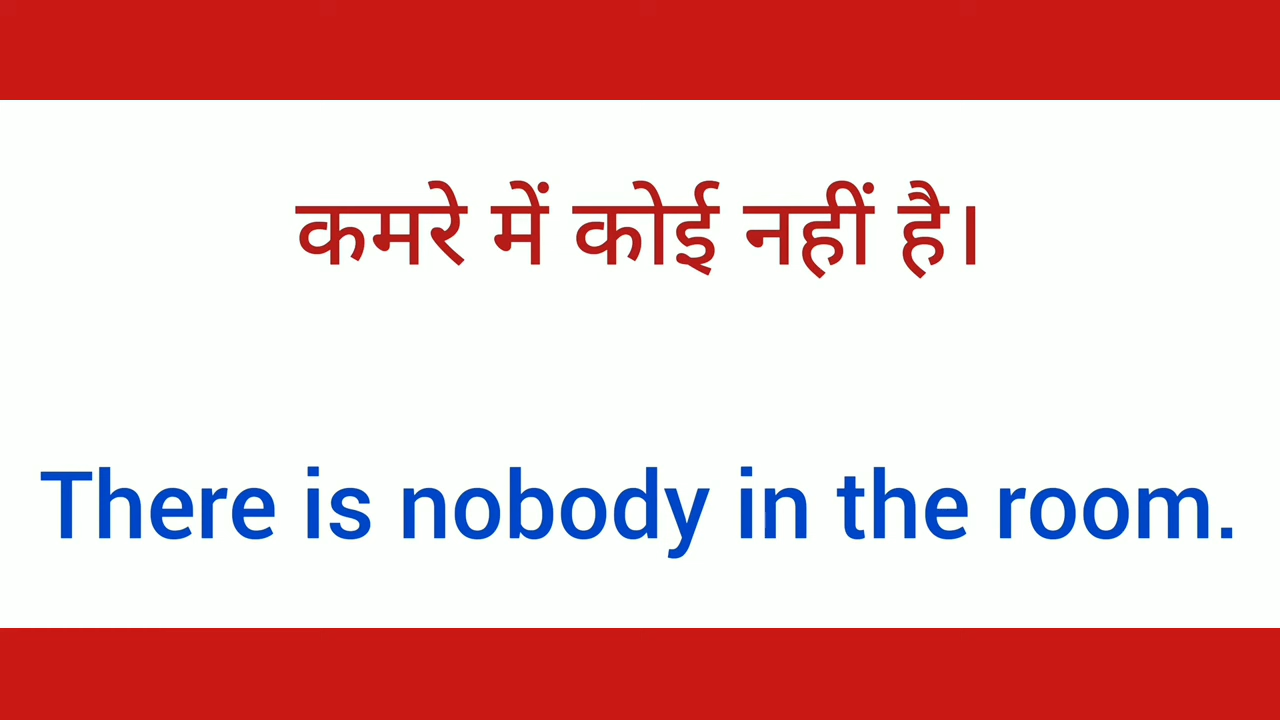 कमरे में कोई नहीं है।
There is nobody in the room.